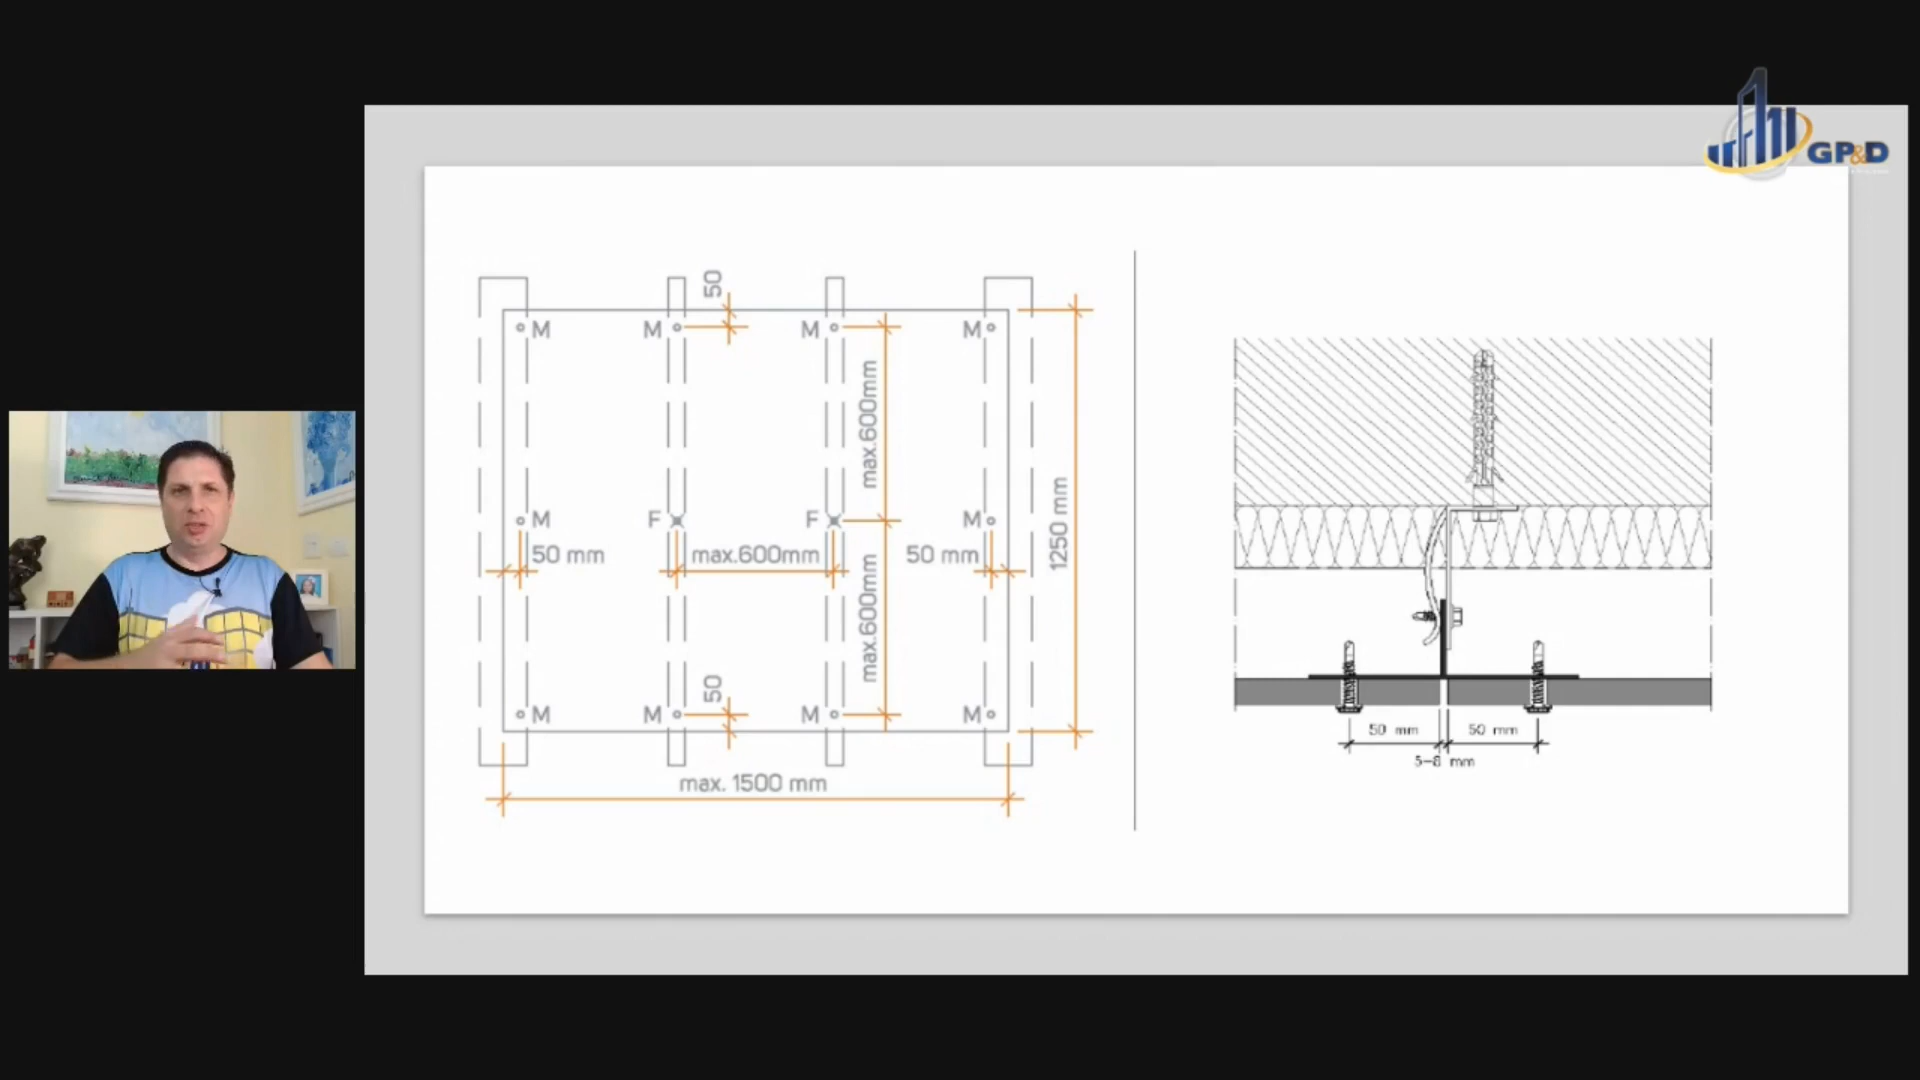 GP&D
50
M M M M
max.600mm
M F F M
50 mm max.600mm 50 mm
1250 mm
max.600mm
50
M M M M
max. 1500 mm
50 mm 50 mm
5-8 mm